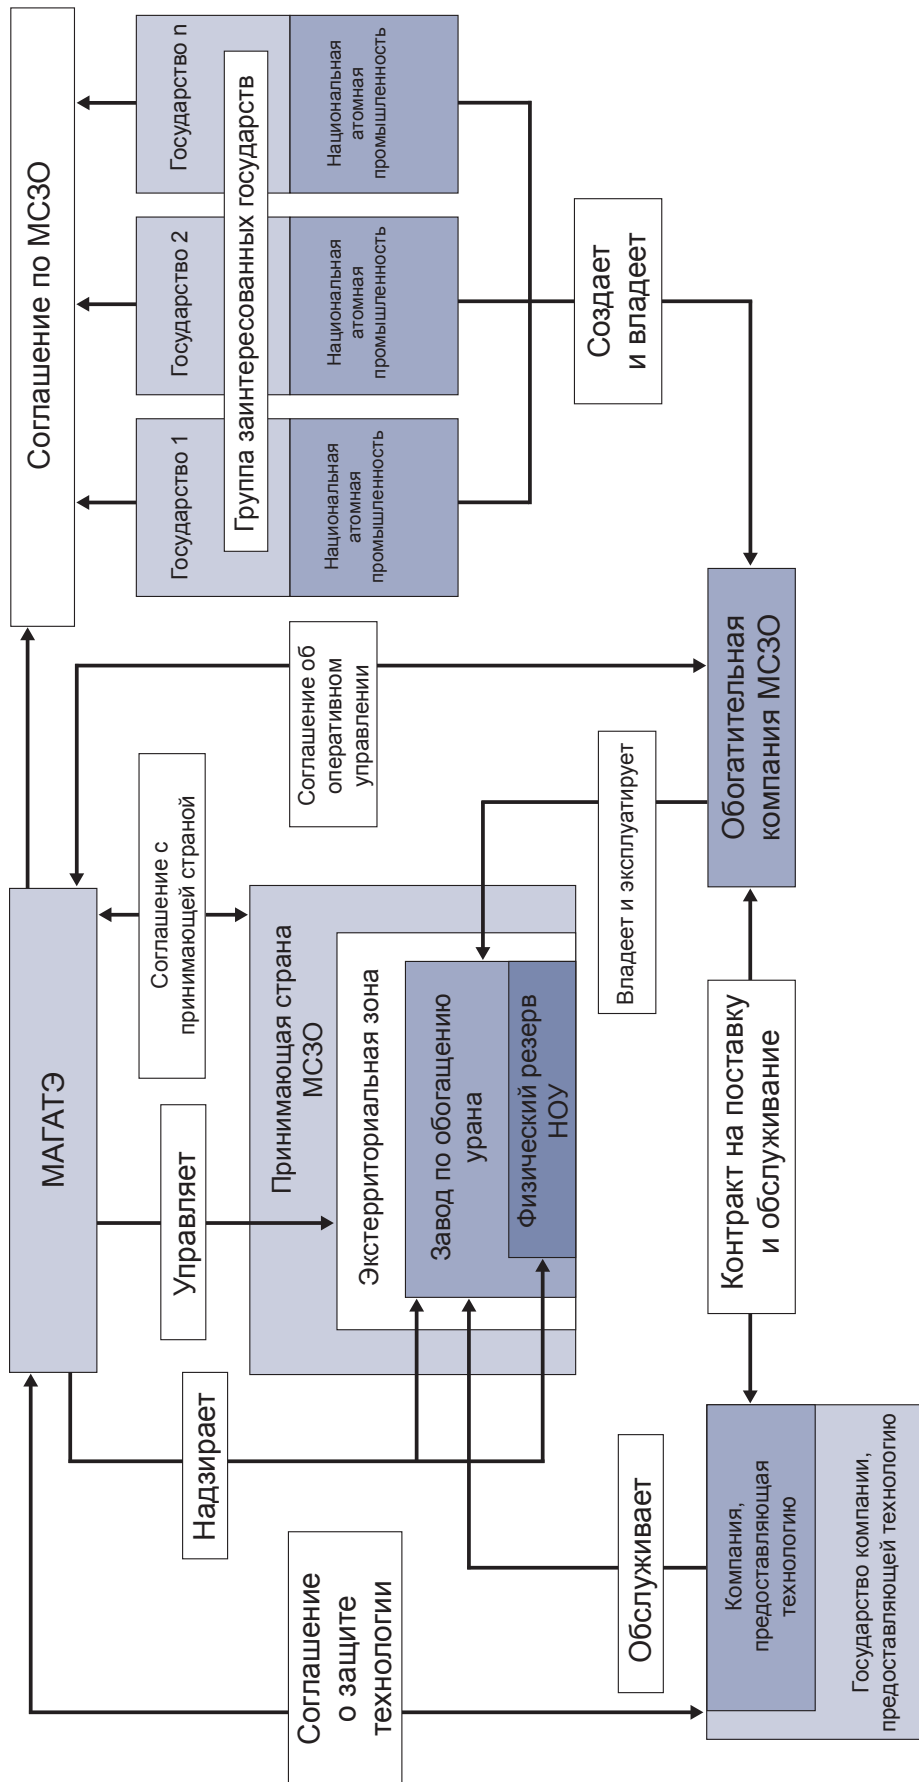 Соглашение о защите
технологии
Надзирает
Управляет
МАГАТЭ
Соглашение с
принимающей страной
Соглашение об
оперативном
управлении
Соглашение по МСЗО
Государство 1
Государство 2
Государство n
Группа заинтересованных государств
Национальная
атомная
промышленность
Национальная
атомная
промышленность
Национальная
атомная
промышленность
Создает
и владеет
Принимающая страна
МСЗО
Экстерриториальная зона
Завод по обогащению
урана
Физический резерв
НОУ
Обслуживает
Владеет и эксплуатирует
Компания,
предоставляющая
технологию
Государство компании,
предоставляющей технологию
Контракт на поставку
и обслуживание
Обогатительная
компания МСЗО